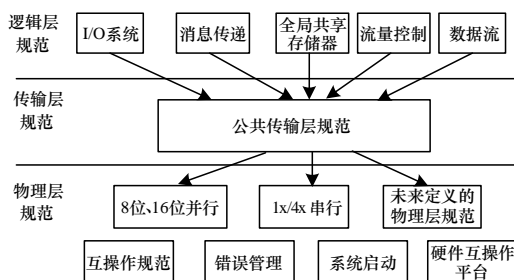 逻辑层
规范
I/O系统
消息传递
全局共享
存储器
流量控制
数据流
传输层
规范
公共传输层规范
物理层
规范
8位、16位并行
1x/4x 串行
未来定义的
物理层规范
互操作规范
错误管理
系统启动
硬件互操作
平台